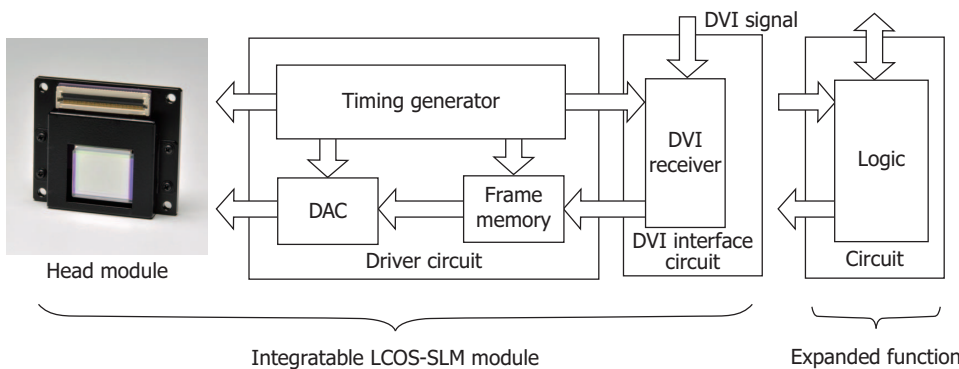 DVI signal
Timing generator
DVI
receiver
Logic
DAC
Frame
memory
Head module
Driver circuit
DVI interface
circuit
Circuit
Integratable LCOS-SLM module
Expanded function